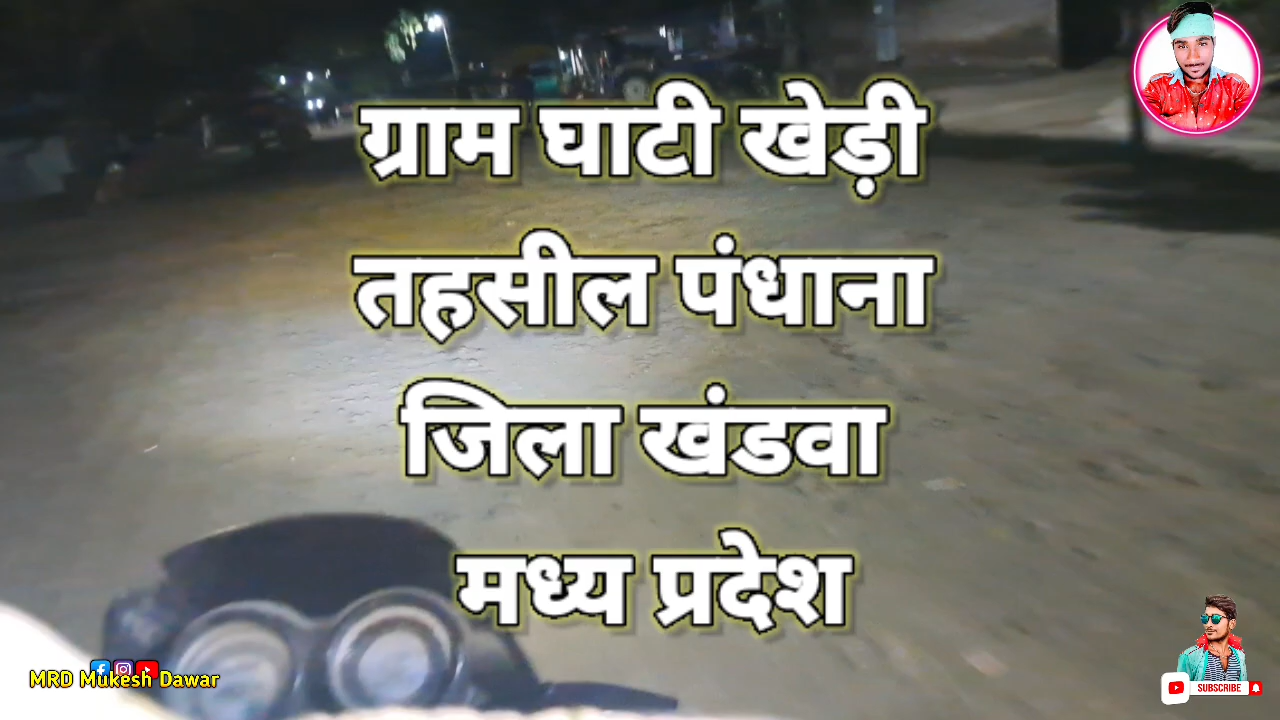 ग्राम घाटी खेड़ी
तहसील पंधाना
जिला खंडवा
मध्य प्रदेश
MRD Mukesh Dawar
SUBSCRIBE